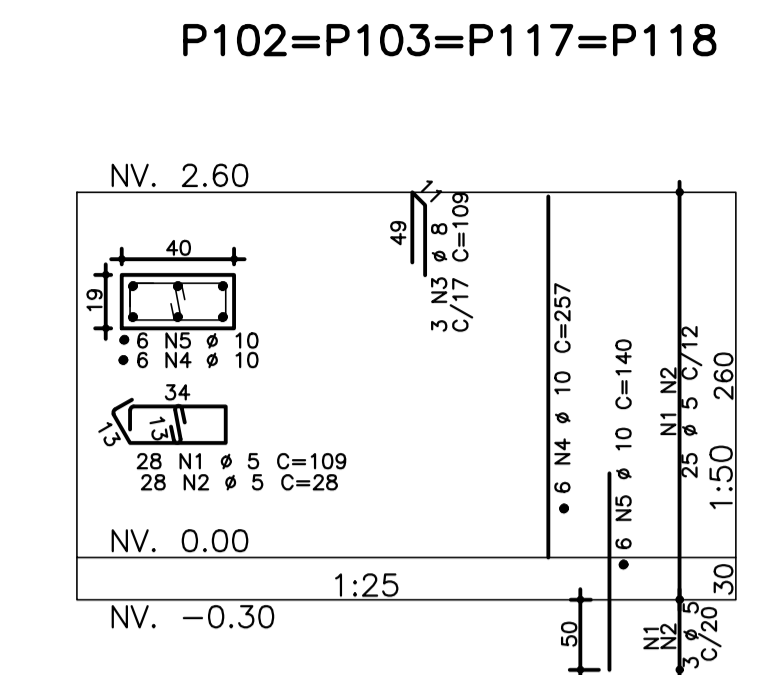 P102=P103=P117=P118
NV. 2.60
40
19
6 N5 ø 10
6 N4 ø 10
34
13
13
28 N1 ø 5 C=109
28 N2 ø 5 C=28
11
49
3 N3 ø 8
C/17 C=109
6 N4 ø 10 C=257
6 N5 ø 10 C=140
N1 N2
25 ø 5 C/12
1:50
260
NV. 0.00
1:25
30
NV. −0.30
50
N1
N2
3 ø 5
C/20